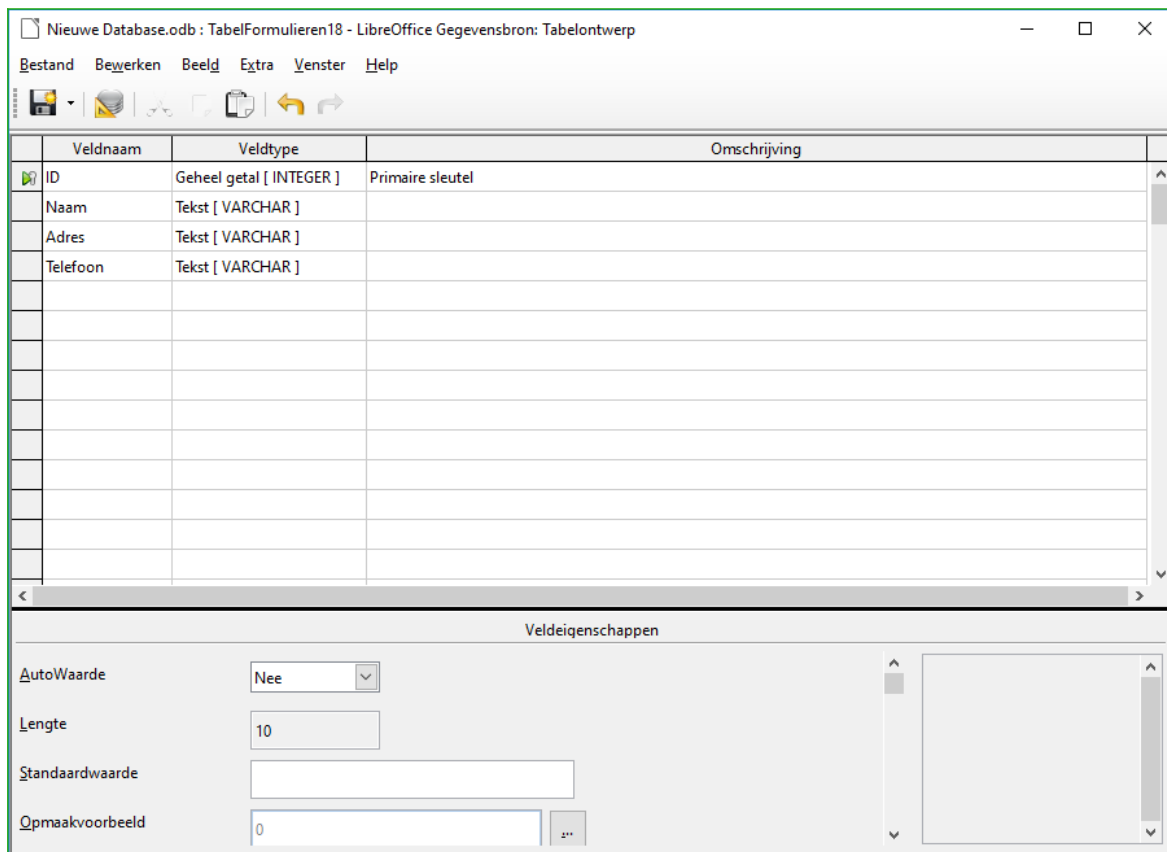 Nieuwe Database.odb : TabelFormulieren18 - LibreOffice Gegevensbron: Tabelontwerp
Bestand Bewerken Beeld Extra Venster Help
Veldnaam Veldtype Omschrijving
ID Geheel getal [ INTEGER ] Primaire sleutel
Naam Tekst [ VARCHAR ]
Adres Tekst [ VARCHAR ]
Telefoon Tekst [ VARCHAR ]
Veldeigenschappen
AutoWaarde Nee
Lengte 10
Standaardwaarde
Opmaakvoorbeeld 0 ...